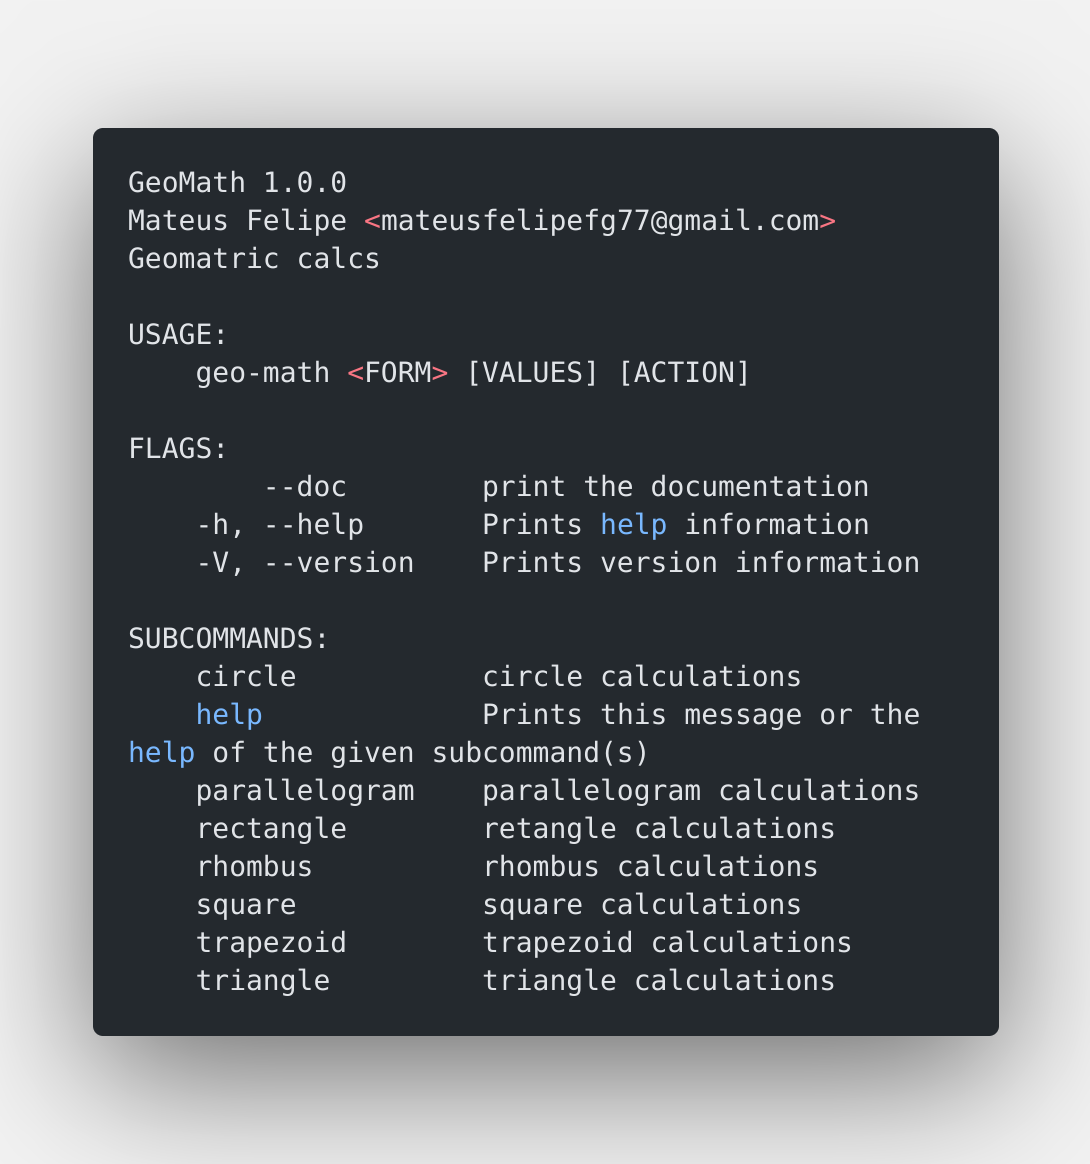 GeoMath 1.0.0
Mateus Felipe <mateusfelipefg77@gmail.com>
Geomatric calcs

USAGE:
    geo-math <FORM> [VALUES] [ACTION]

FLAGS:
        --doc        print the documentation
    -h, --help       Prints help information
    -V, --version    Prints version information

SUBCOMMANDS:
    circle           circle calculations
    help             Prints this message or the
help of the given subcommand(s)
    parallelogram    parallelogram calculations
    rectangle        retangle calculations
    rhombus          rhombus calculations
    square           square calculations
    trapezoid        trapezoid calculations
    triangle         triangle calculations